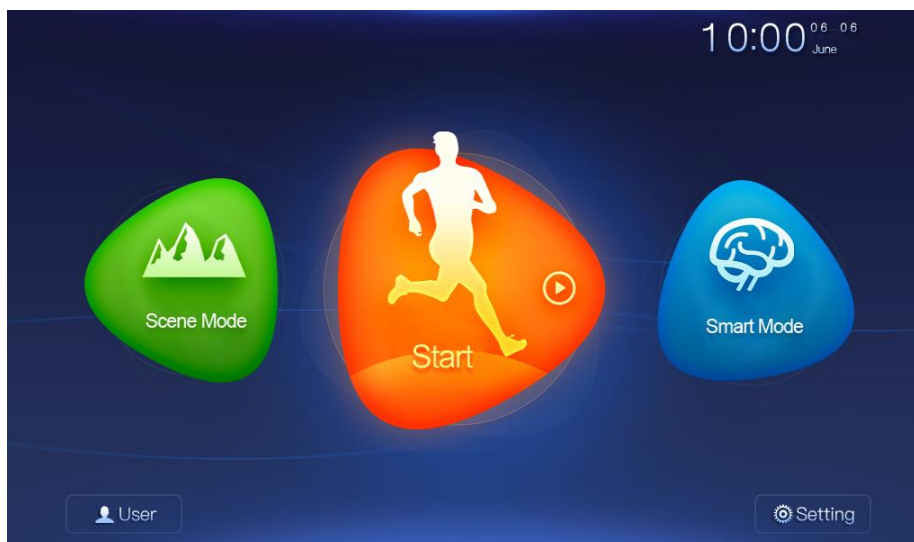 10:00 06-06
June
Scene Mode
Start
Smart Mode
User
Setting